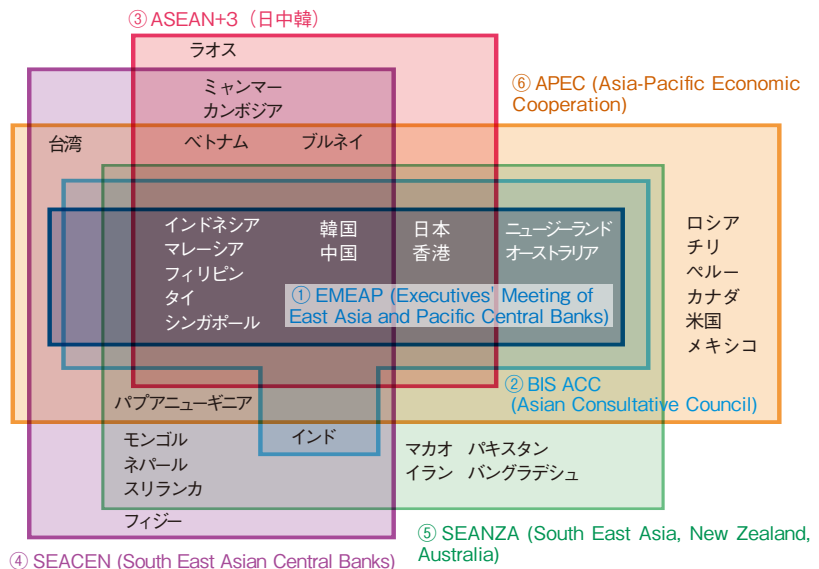 ③ ASEAN+3（日中韓）
ラオス
ミャンマー
カンボジア
⑥ APEC (Asia-Pacific Economic
Cooperation)
台湾
ベトナム
ブルネイ
インドネシア
マレーシア
フィリピン
タイ
シンガポール
韓国
中国
日本
香港
ニュージーランド
オーストラリア
① EMEAP (Executives' Meeting of
East Asia and Pacific Central Banks)
ロシア
チリ
ペルー
カナダ
米国
メキシコ
② BIS ACC
(Asian Consultative Council)
パプアニューギニア
モンゴル
ネパール
スリランカ
インド
マカオ パキスタン
イラン バングラデシュ
フィジー
⑤ SEANZA (South East Asia, New Zealand,
Australia)
④ SEACEN (South East Asian Central Banks)